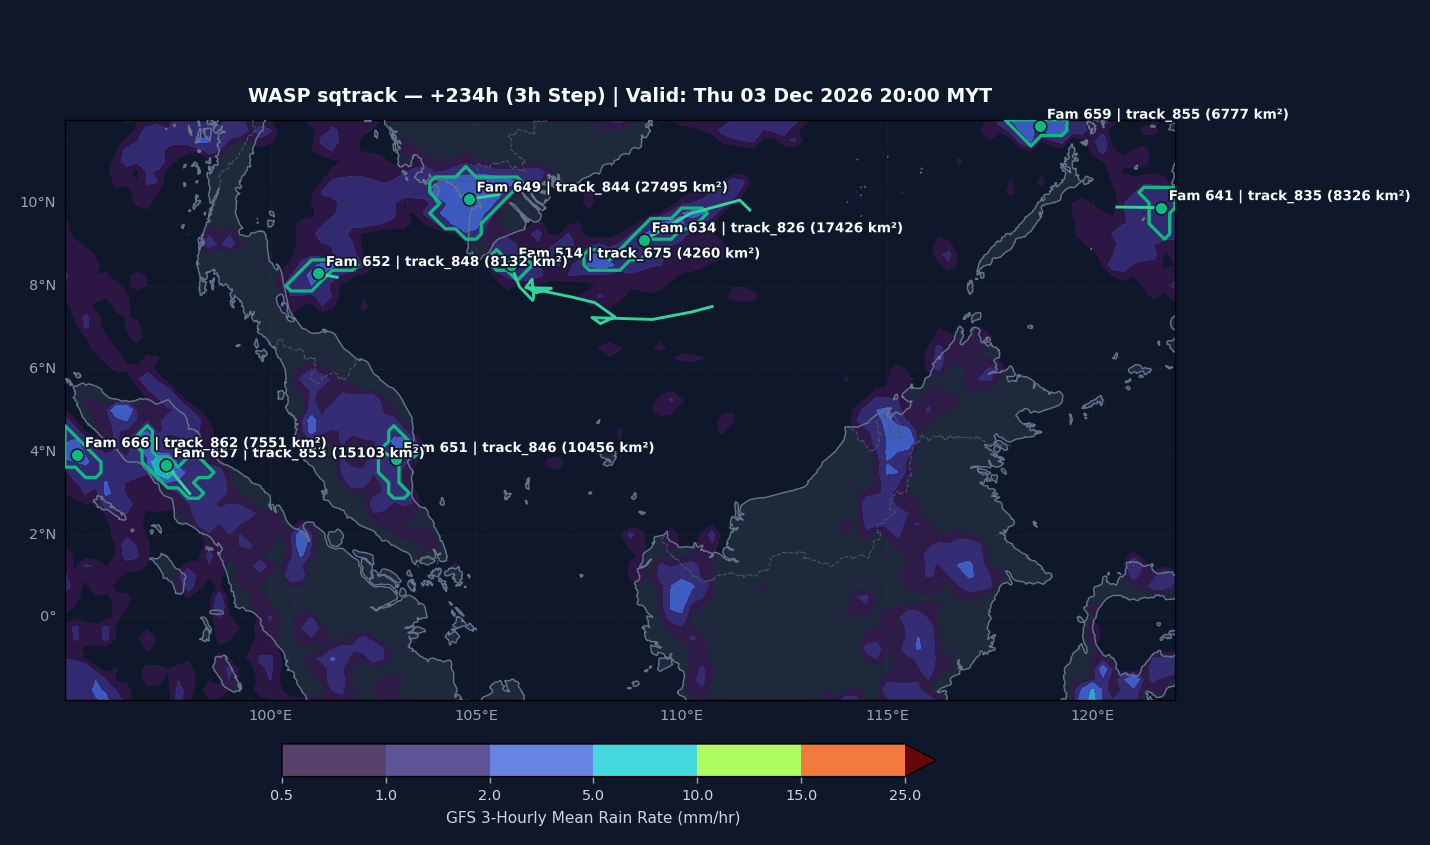 WASP sqtrack — +234h (3h Step) | Valid: Thu 03 Dec 2026 20:00 MYT
Fam 659 | track_855 (6777 km²)
Fam 649 | track_844 (27495 km²)
Fam 641 | track_835 (8326 km²)
Fam 634 | track_826 (17426 km²)
Fam 514 | track_675 (4260 km²)
Fam 652 | track_848 (8132 km²)
Fam 666 | track_862 (7551 km²)
Fam 657 | track_853 (15103 km²)
Fam 651 | track_846 (10456 km²)
10°N
8°N
6°N
4°N
2°N
0°
100°E 105°E 110°E 115°E 120°E
0.5 1.0 2.0 5.0 10.0 15.0 25.0
GFS 3-Hourly Mean Rain Rate (mm/hr)